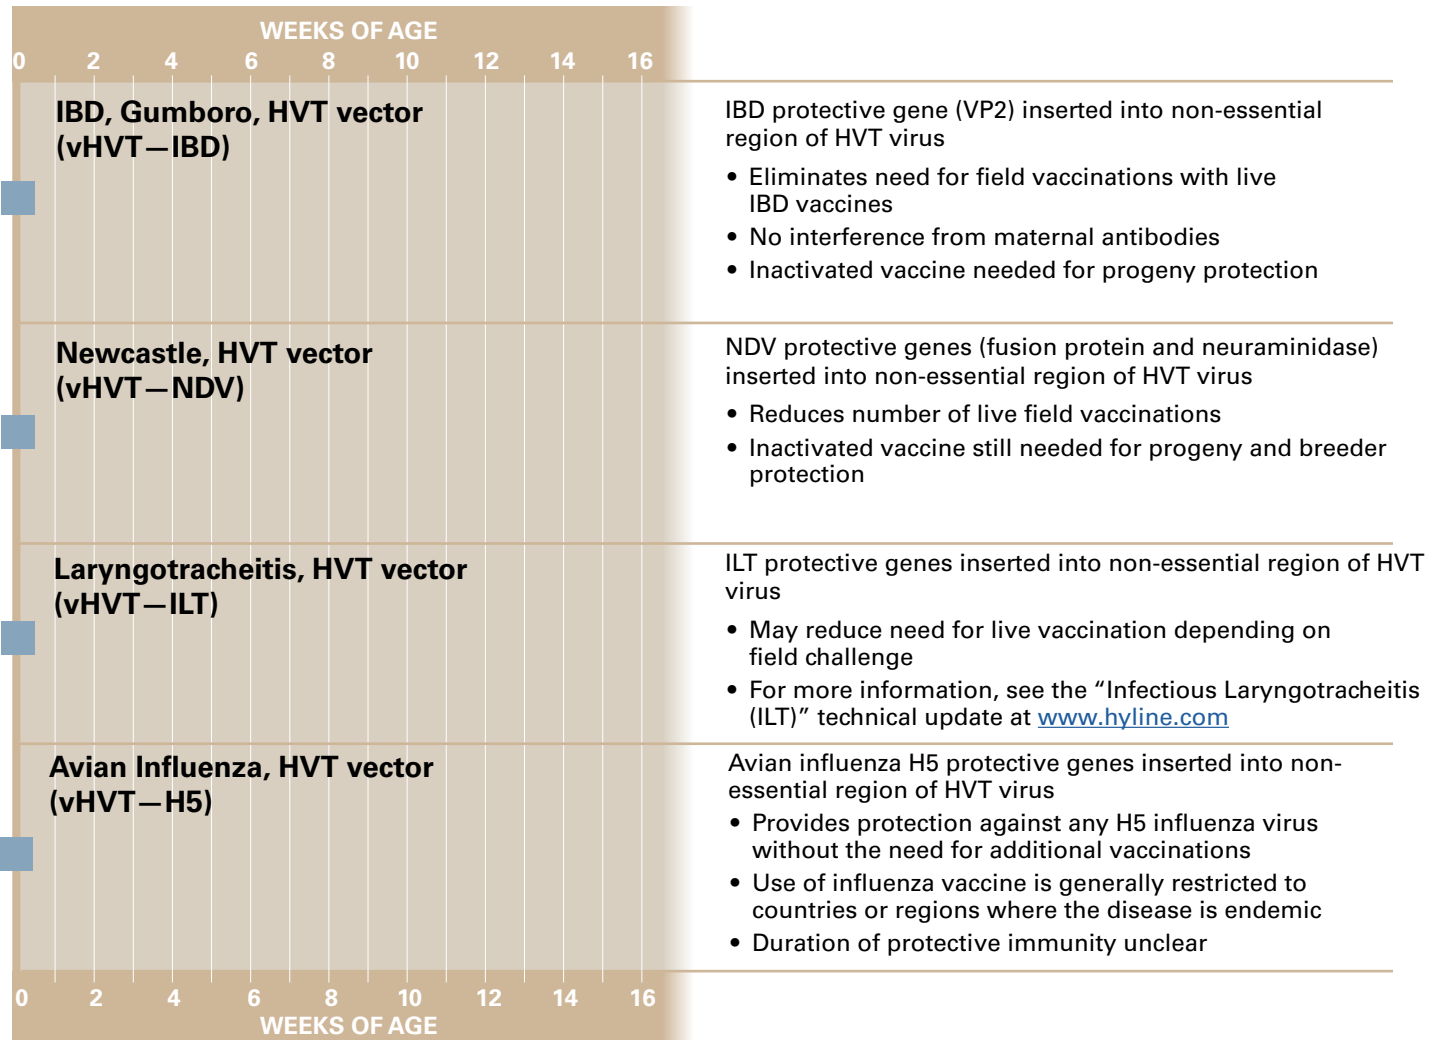 WEEKS OF AGE
0 2 4 6 8 10 12 14 16
IBD, Gumboro, HVT vector
(vHVT—IBD)
IBD protective gene (VP2) inserted into non-essential
region of HVT virus
• Eliminates need for field vaccinations with live
IBD vaccines
• No interference from maternal antibodies
• Inactivated vaccine needed for progeny protection
Newcastle, HVT vector
(vHVT—NDV)
NDV protective genes (fusion protein and neuraminidase)
inserted into non-essential region of HVT virus
• Reduces number of live field vaccinations
• Inactivated vaccine still needed for progeny and breeder
protection
Laryngotracheitis, HVT vector
(vHVT—ILT)
ILT protective genes inserted into non-essential region of HVT
virus
• May reduce need for live vaccination depending on
field challenge
• For more information, see the “Infectious Laryngotracheitis
(ILT)” technical update at www.hyline.com
Avian Influenza, HVT vector
(vHVT—H5)
Avian influenza H5 protective genes inserted into non-
essential region of HVT virus
• Provides protection against any H5 influenza virus
without the need for additional vaccinations
• Use of influenza vaccine is generally restricted to
countries or regions where the disease is endemic
• Duration of protective immunity unclear
0 2 4 6 8 10 12 14 16
WEEKS OF AGE